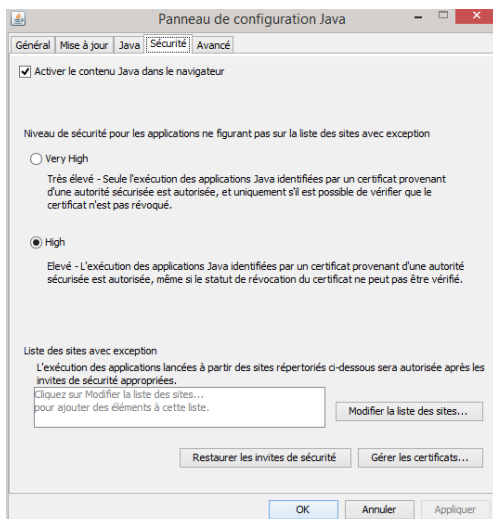 Panneau de configuration Java
Général Mise à jour Java Sécurité Avancé
Activer le contenu Java dans le navigateur
Niveau de sécurité pour les applications ne figurant pas sur la liste des sites avec exception
Very High
Très élevé - Seule l'exécution des applications Java identifiées par un certificat provenant
d'une autorité sécurisée est autorisée, et uniquement s'il est possible de vérifier que le
certificat n'est pas révoqué.
High
Elevé - L'exécution des applications Java identifiées par un certificat provenant d'une autorité
sécurisée est autorisée, même si le statut de révocation du certificat ne peut pas être vérifié.
Liste des sites avec exception
L'exécution des applications lancées à partir des sites répertoriés ci-dessous sera autorisée après les
invites de sécurité appropriées.
Cliquez sur Modifier la liste des sites...
pour ajouter des éléments à cette liste.
Modifier la liste des sites...
Restaurer les invites de sécurité
Gérer les certificats...
OK
Annuler
Appliquer